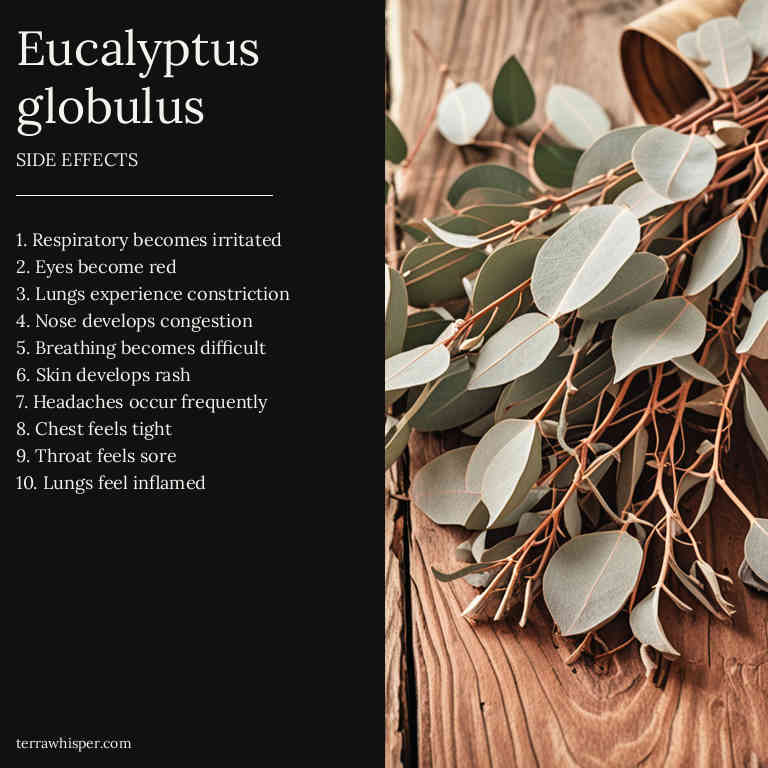 Eucalyptus
globulus
SIDE EFFECTS
1. Respiratory becomes irritated
2. Eyes become red
3. Lungs experience constriction
4. Nose develops congestion
5. Breathing becomes difficult
6. Skin develops rash
7. Headaches occur frequently
8. Chest feels tight
9. Throat feels sore
10. Lungs feel inflamed
terrawhisper.com